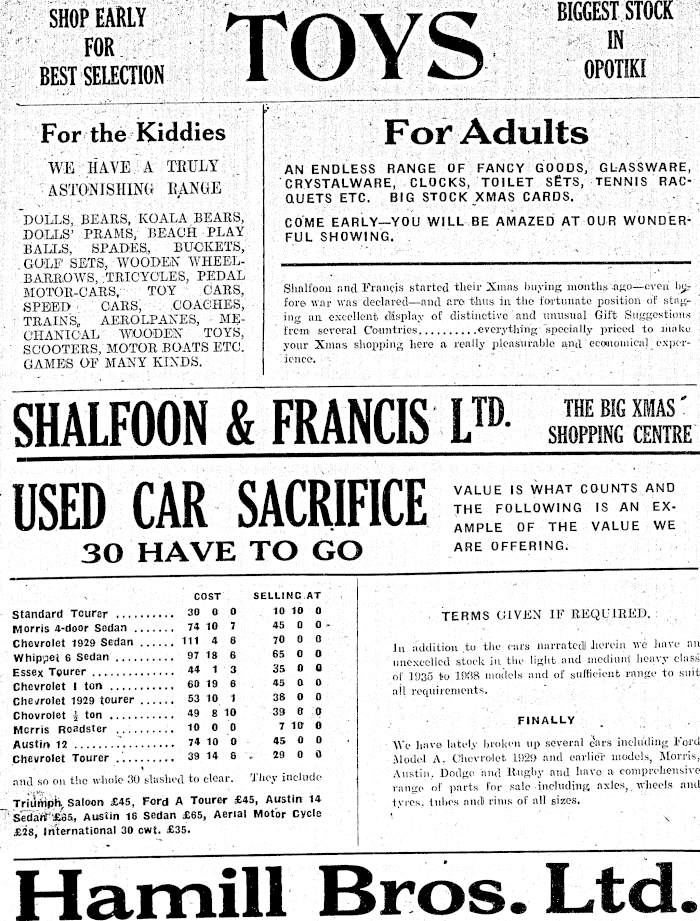 SHOP EARLY
FOR
BEST SELECTION
TOYS
BIGGEST STOCK
IN
OPOTIKI
For the Kiddies
WE HAVE A TRULY
ASTONISHING RANGE
DOLLS, BEARS, KOALA BEARS,
DOLLS' PRAMS, BEACH PLAY
BALLS, SPADES, BUCKETS,
GOLF SETS, WOODEN WHEEL-
BARROWS, TRICYCLES, PEDAL
MOTOR-CARS, TOY CARS,
SPEED CARS, COACHES,
TRAINS, AEROLPANES, ME-
CHANICAL WOODEN TOYS,
SCOOTERS, MOTOR BOATS ETC.
GAMES OF MANY KINDS.
For Adults
AN ENDLESS RANGE OF FANCY GOODS, GLASSWARE,
CRYSTALWARE, CLOCKS, TOILET SETS, TENNIS RAC-
QUETS ETC. BIG STOCK XMAS CARDS.
COME EARLY—YOU WILL BE AMAZED AT OUR WONDER-
FUL SHOWING.
Shalfoon and Francis started their Xmas buying months ago—even be-
fore war was declared—and are thus in the fortunate position of stag-
ing an excellent display of distinctive and unusual Gift Suggestions
from several Countries..........everything specially priced to make
your Xmas shopping here a really pleasurable and economical exper-
ience.
SHALFOON & FRANCIS LTD.
THE BIG XMAS
SHOPPING CENTRE
USED CAR SACRIFICE
30 HAVE TO GO
VALUE IS WHAT COUNTS AND
THE FOLLOWING IS AN EX-
AMPLE OF THE VALUE WE
ARE OFFERING.
COST SELLING AT
Standard Tourer .......... 30 0 0 10 10 0
Morris 4-door Sedan ....... 74 10 7 45 0 0
Chevrolet 1929 Sedan ...... 111 4 6 70 0 0
Whippet 6 Sedan .......... 97 18 6 65 0 0
Essex Tourer ............. 44 1 3 35 0 0
Chevrolet 1 ton ........... 60 19 6 45 0 0
Chevrolet 1929 tourer ...... 53 10 1 38 0 0
Chovrolet ½ ton .......... 49 8 10 39 0 0
Morris Roadster .......... 10 0 0 7 10 0
Austin 12 ................ 74 10 0 45 0 0
Chevrolet Tourer .......... 39 14 6 29 0 0
and so on the whole 30 slashed to clear. They include
Triumph Saloon £45, Ford A Tourer £45, Austin 14
Sedan £65, Austin 16 Sedan £65, Aerial Motor Cycle
£28, International 30 cwt. £35.
TERMS GIVEN IF REQUIRED.
In addition to the cars narrated herein we have an
unexcelled stock in the light and medium heavy class
of 1935 to 1938 models and of sufficient range to suit
all requirements.
FINALLY
We have lately broken up several cars including Ford
Model A, Chevrolet 1929 and earlier models, Morris,
Austin, Dodge and Rugby and have a comprehensive
range of parts for sale including axles, wheels and
tyres, tubes and rims of all sizes.
Hamill Bros. Ltd.